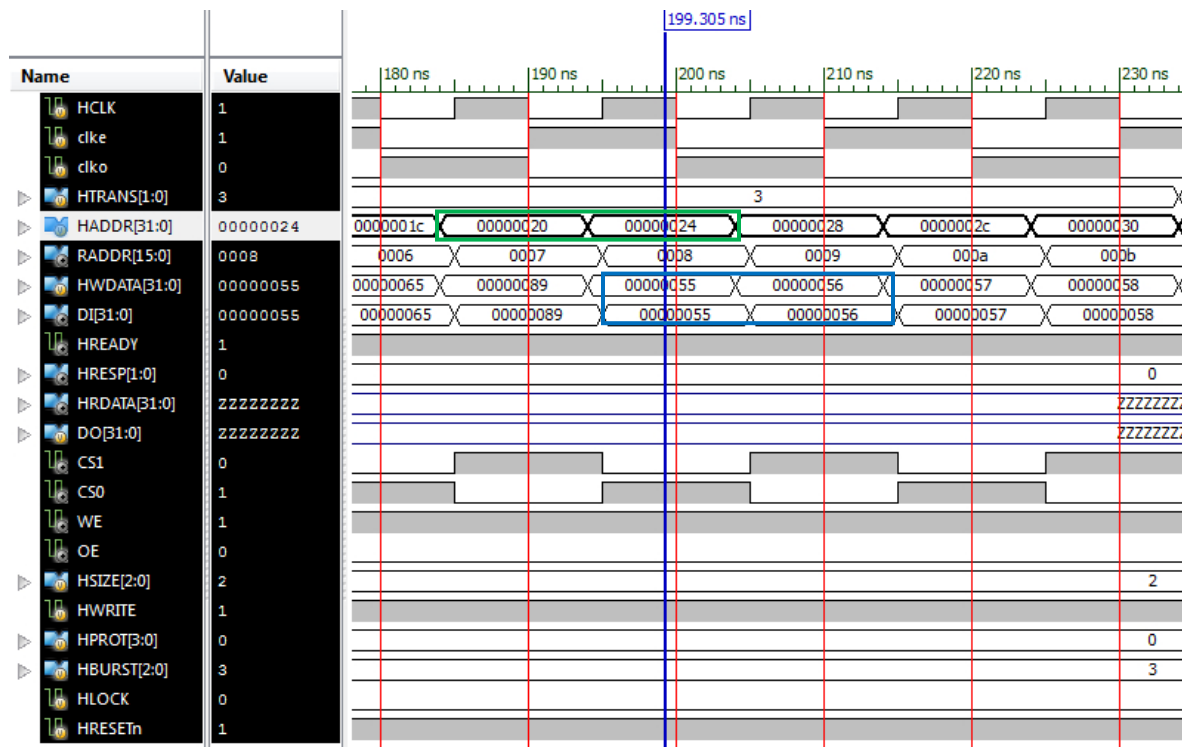 199.305 ns
Name Value 180 ns 190 ns 200 ns 210 ns 220 ns 230 ns
HCLK 1
clke 1
clko 0
HTRANS[1:0] 3 3
HADDR[31:0] 00000024 0000001c 00000020 00000024 00000028 0000002c 00000030
RADDR[15:0] 0008 0006 0007 0008 0009 000a 000b
HWDATA[31:0] 00000055 00000065 00000089 00000055 00000056 00000057 00000058
DI[31:0] 00000055 00000065 00000089 00000055 00000056 00000057 00000058
HREADY 1
HRESP[1:0] 0 0
HRDATA[31:0] ZZZZZZZZ ZZZZZZZZ
DO[31:0] ZZZZZZZZ ZZZZZZZZ
CS1 0
CS0 1
WE 1
OE 0
HSIZE[2:0] 2 2
HWRITE 1
HPROT[3:0] 0 0
HBURST[2:0] 3 3
HLOCK 0
HRESETn 1